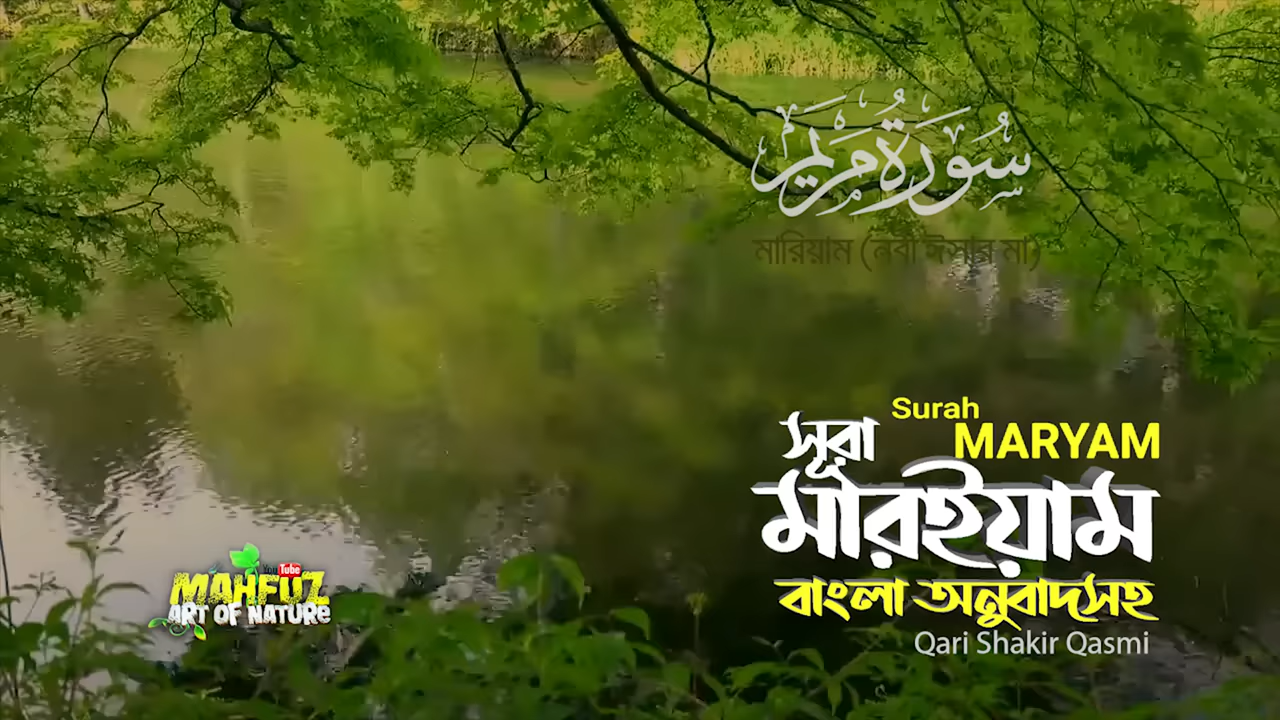 سُورَةُ مَرْيَم
মারিয়াম (নবী ঈসার মা)
Surah
MARYAM
সূরা
মারইয়াম
বাংলা অনুবাদসহ
Qari Shakir Qasmi
YouTube
MAHFUZ
ART OF NATURE